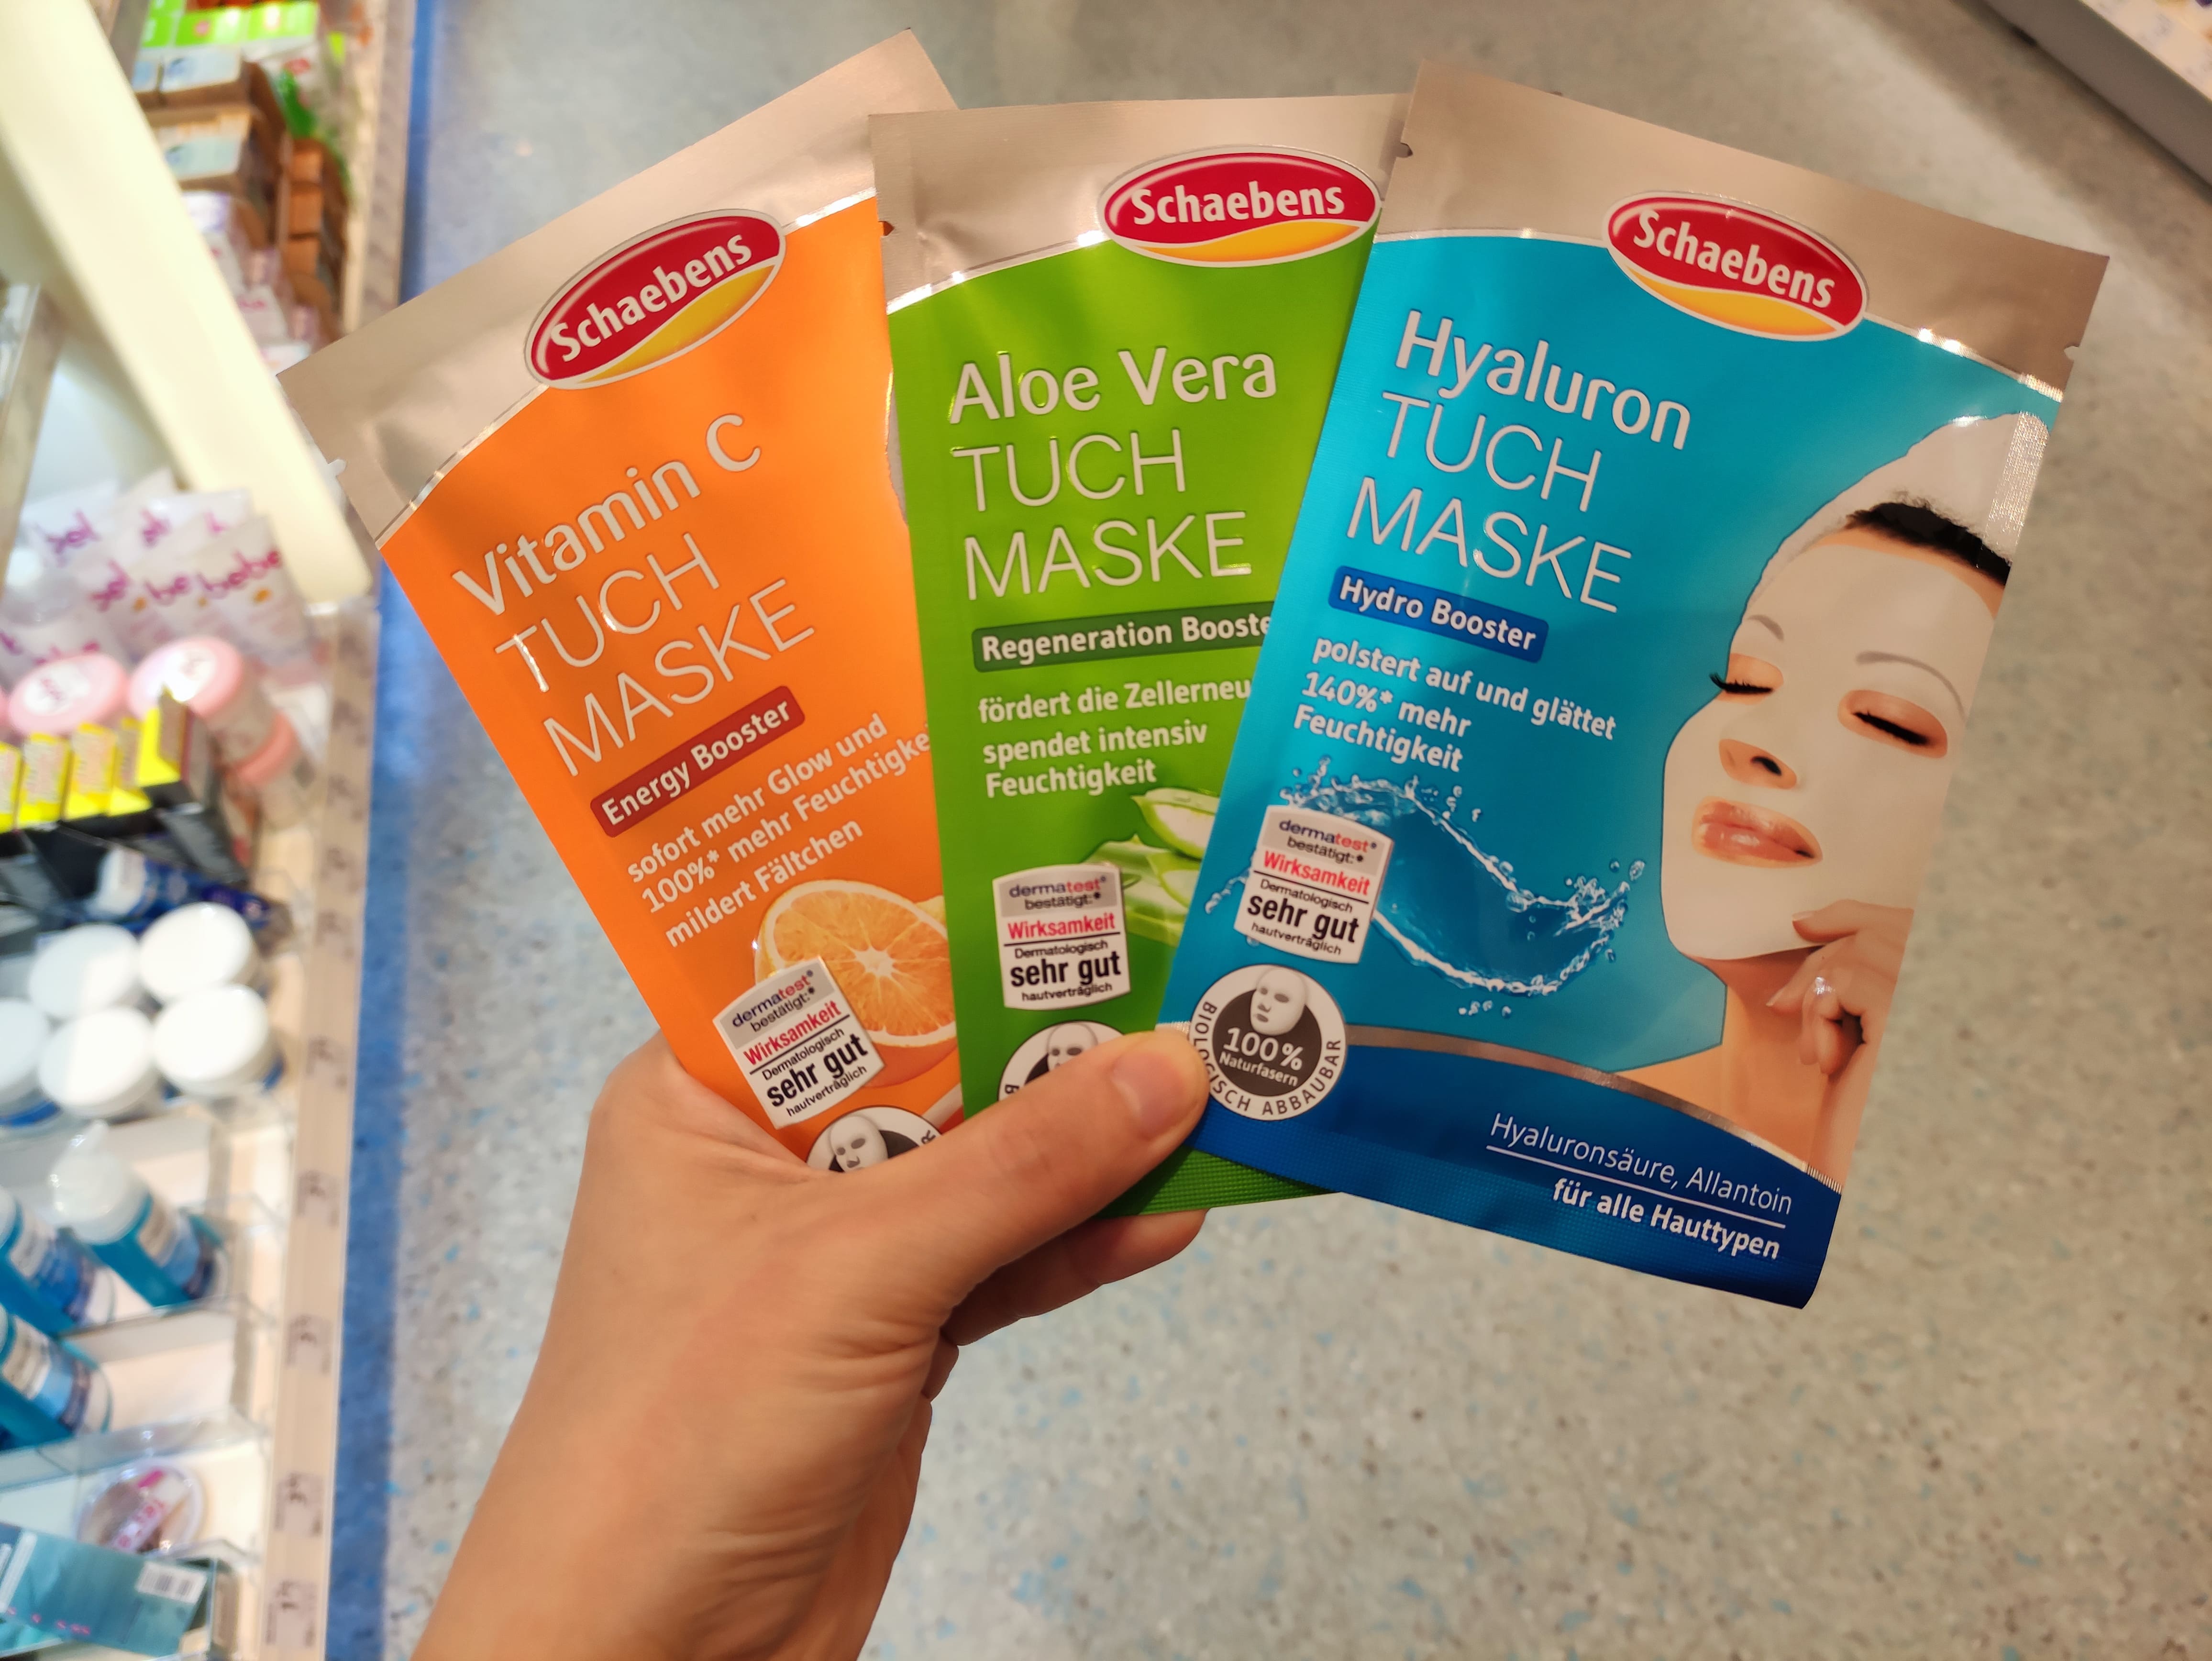 Schaebens
Vitamin C
TUCH
MASKE
Energy Booster
sofort mehr Glow und
100%* mehr Feuchtigke
mildert Fältchen
dermatest®
bestätigt:*
Wirksamkeit
Dermatologisch
sehr gut
hautverträglich
Schaebens
Aloe Vera
TUCH
MASKE
Regeneration Booste
fördert die Zellerneu
spendet intensiv
Feuchtigkeit
dermatest®
bestätigt:*
Wirksamkeit
Dermatologisch
sehr gut
hautverträglich
Schaebens
Hyaluron
TUCH
MASKE
Hydro Booster
polstert auf und glättet
140%* mehr
Feuchtigkeit
dermatest®
bestätigt:*
Wirksamkeit
Dermatologisch
sehr gut
hautverträglich
100%
Naturfasern
BIOLOGISCH ABBAUBAR
Hyaluronsäure, Allantoin
für alle Hauttypen
bebe